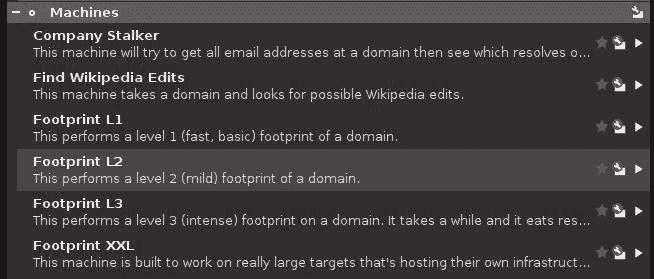 Machines
Company Stalker
This machine will try to get all email addresses at a domain then see which resolves o...
Find Wikipedia Edits
This machine takes a domain and looks for possible Wikipedia edits.
Footprint L1
This performs a level 1 (fast, basic) footprint of a domain.
Footprint L2
This performs a level 2 (mild) footprint of a domain.
Footprint L3
This performs a level 3 (intense) footprint on a domain. It takes a while and it eats res...
Footprint XXL
This machine is built to work on really large targets that's hosting their own infrastruct...